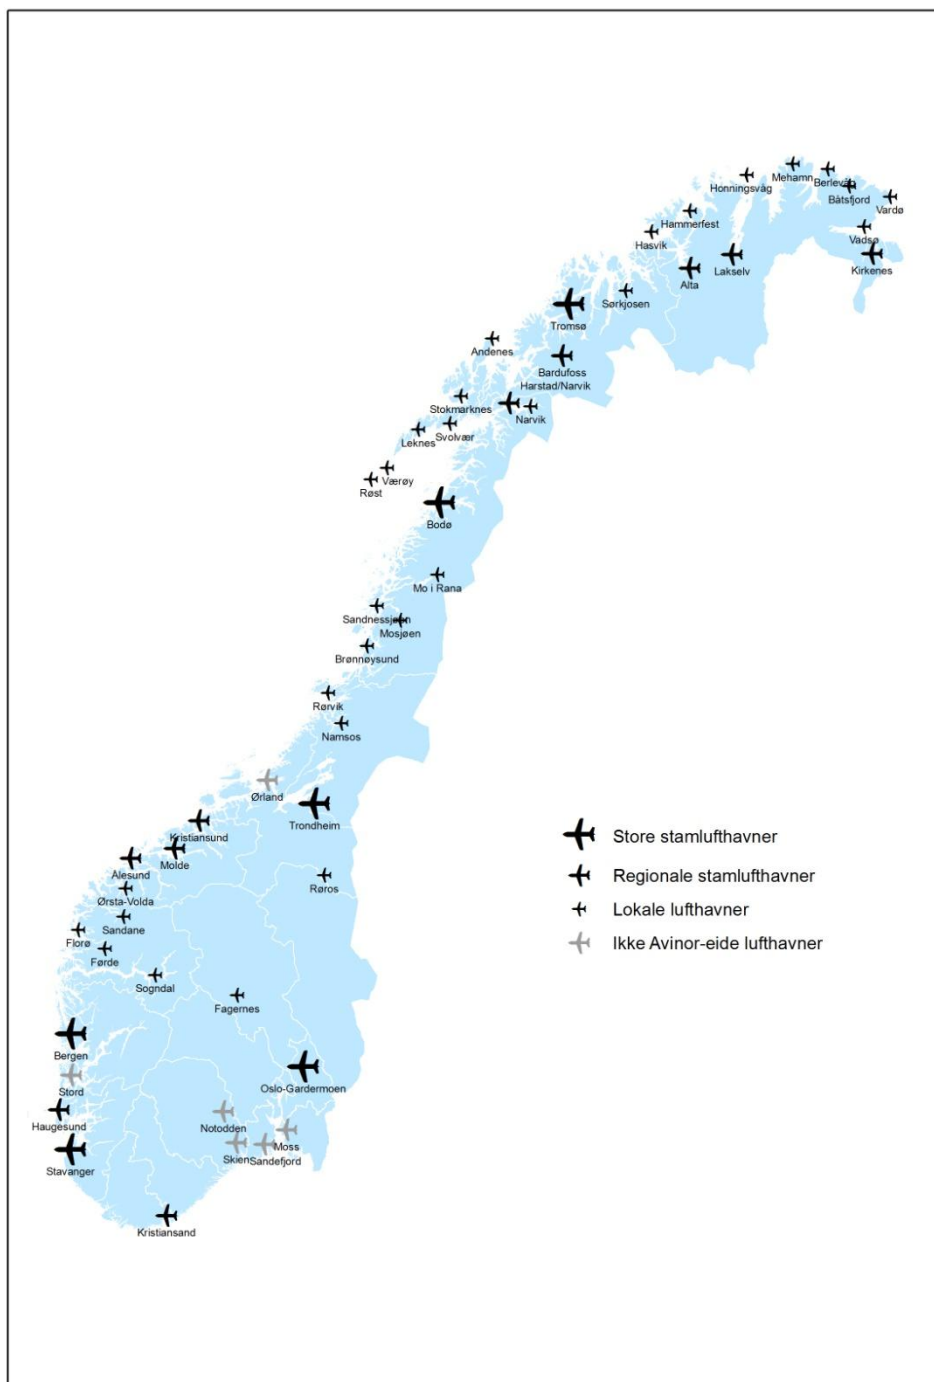 Mehamn
Berlevåg
Honningsvåg
Båtsfjord
Vardø
Hammerfest
Hasvik
Vadsø
Kirkenes
Lakselv
Alta
Sørkjosen
Tromsø
Andenes
Bardufoss
Harstad/Narvik
Stokmarknes
Narvik
Svolvær
Leknes
Værøy
Røst
Bodø
Mo i Rana
Sandnessjøen
Mosjøen
Brønnøysund
Rørvik
Namsos
Ørland
Trondheim
Kristiansund
Molde
Ålesund
Røros
Ørsta-Volda
Sandane
Florø
Førde
Sogndal
Fagernes
Bergen
Oslo-Gardermoen
Stord
Haugesund
Notodden
Moss
Skien
Sandefjord
Stavanger
Kristiansand
Store stamlufthavner
Regionale stamlufthavner
Lokale lufthavner
Ikke Avinor-eide lufthavner